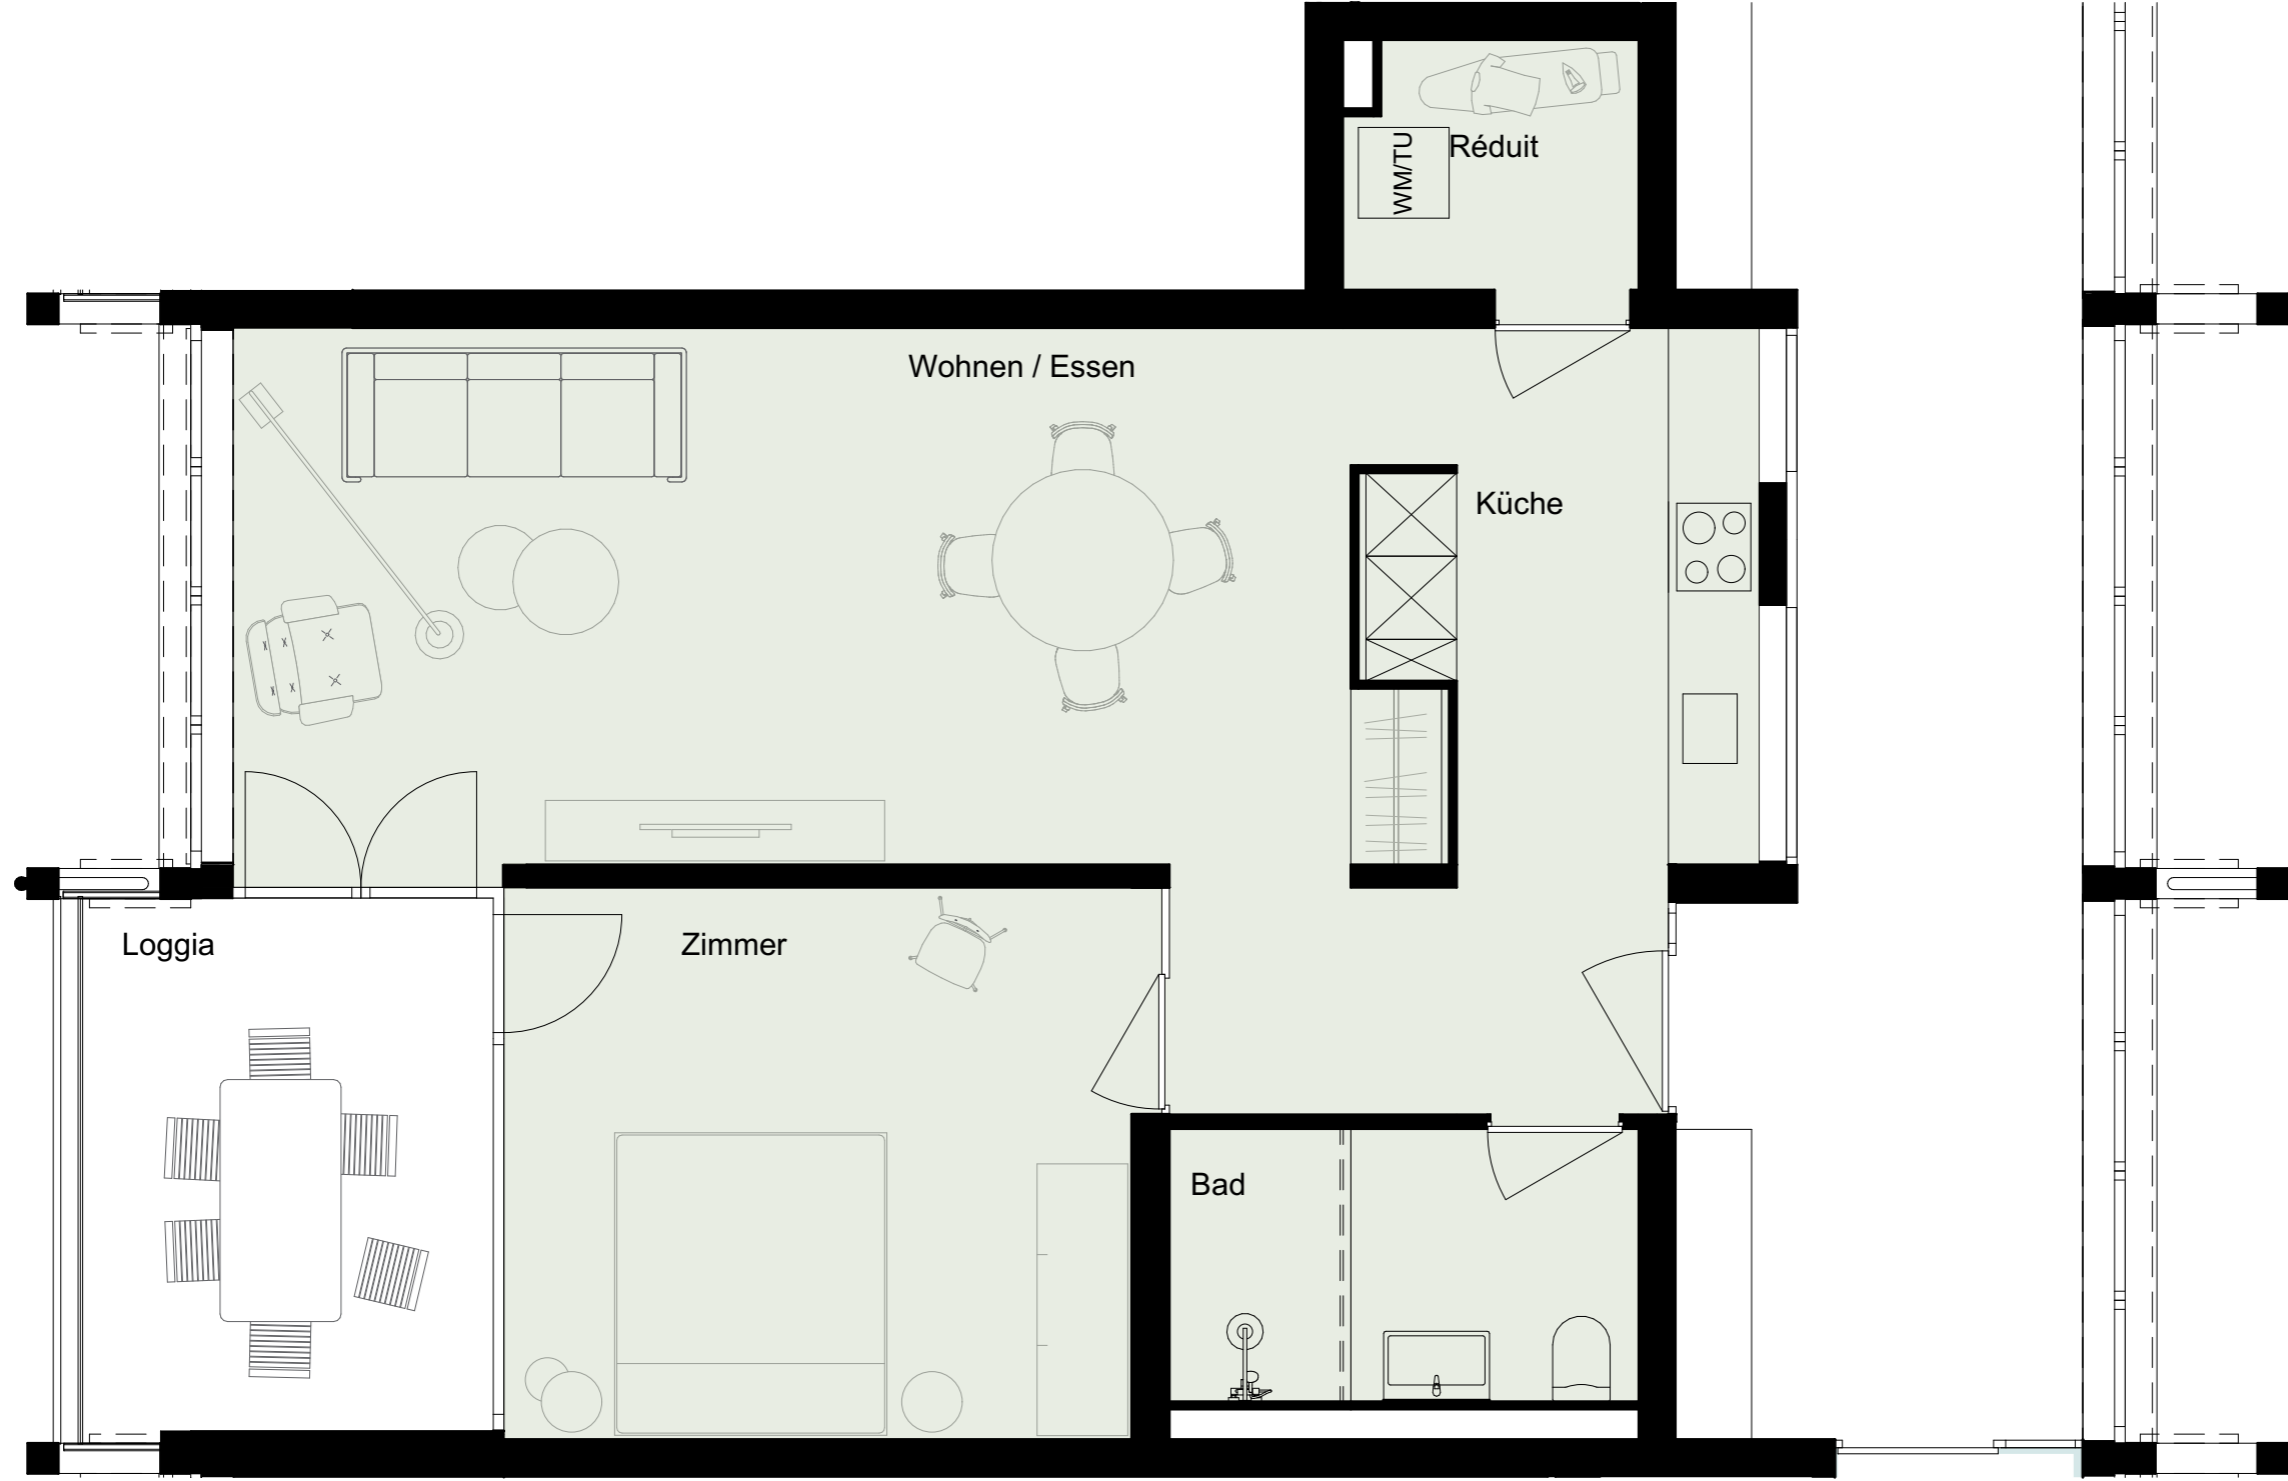 Réduit
WM/TU
Wohnen / Essen
Küche
Loggia
Zimmer
Bad